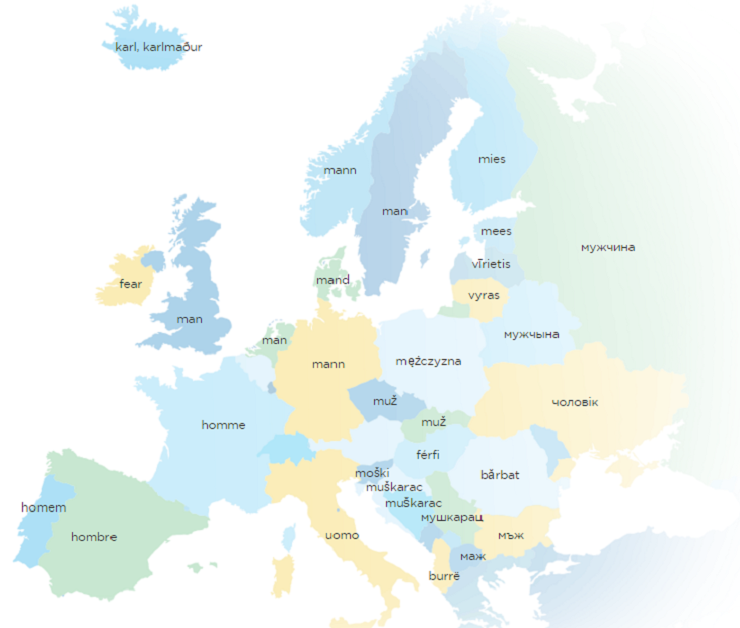 karl, karlmaður
mies
mann
man
mees
мужчина
vīrietis
fear
mand
vyras
man
мужчына
man
mann
mężczyzna
muž
чоловік
homme
muž
férfi
moški
bărbat
muškarac
muškarac
homem
мушкарац
hombre
uomo
мъж
маж
burrë